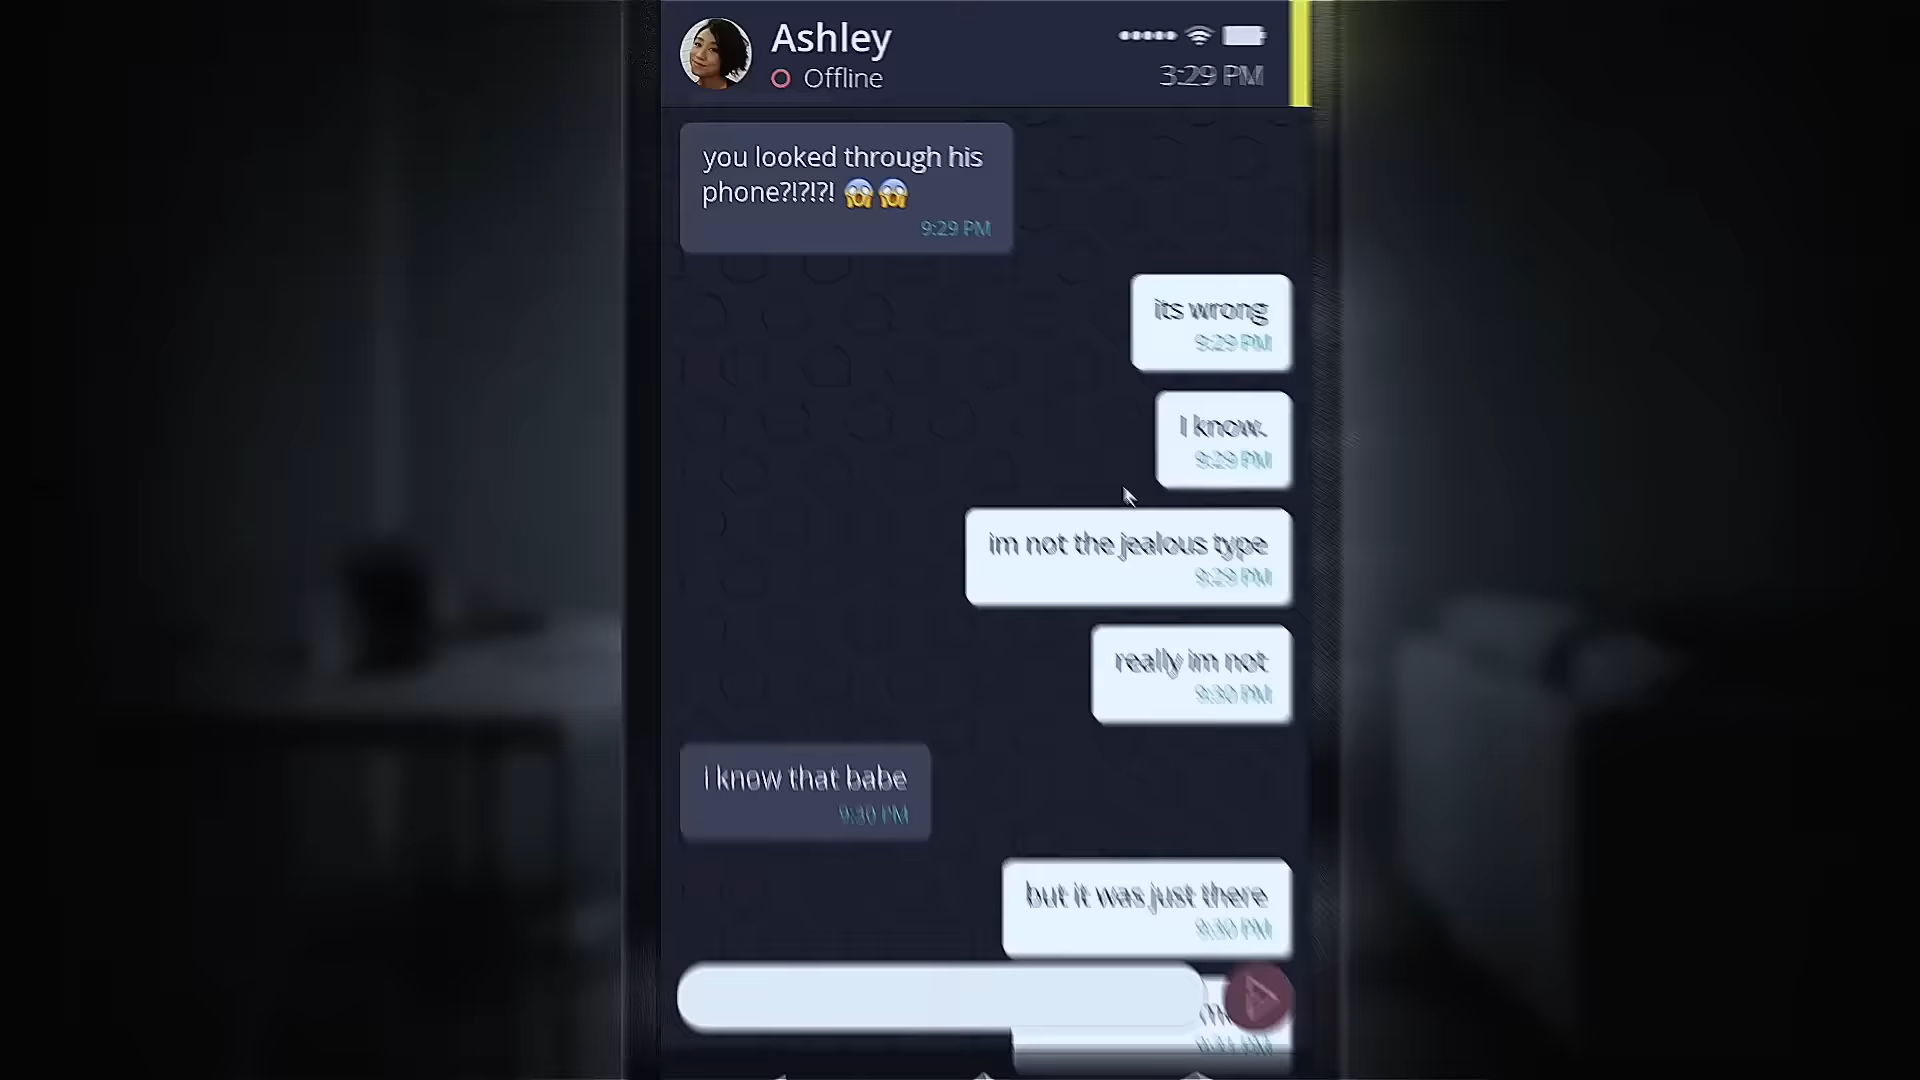 Ashley
Offline
3:29 PM
you looked through his
phone?!?!?! 😱😱
9:29 PM
its wrong
9:29 PM
I know.
9:29 PM
im not the jealous type
9:29 PM
really im not
9:30 PM
i know that babe
9:30 PM
but it was just there
9:30 PM